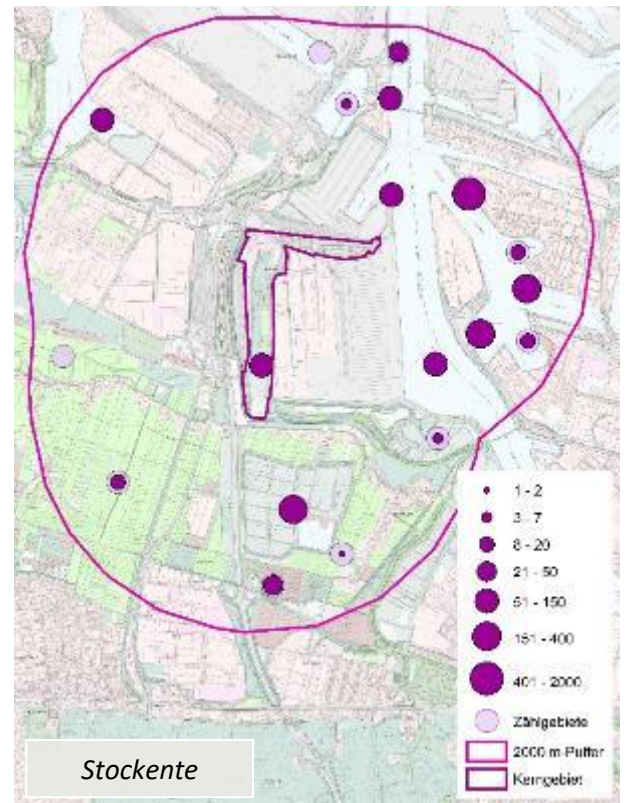 1 - 2
3 - 7
8 - 20
21 - 50
51 - 150
151 - 400
401 - 2000
Zählgebiete
2000 m-Puffer
Kerngebiet
Stockente